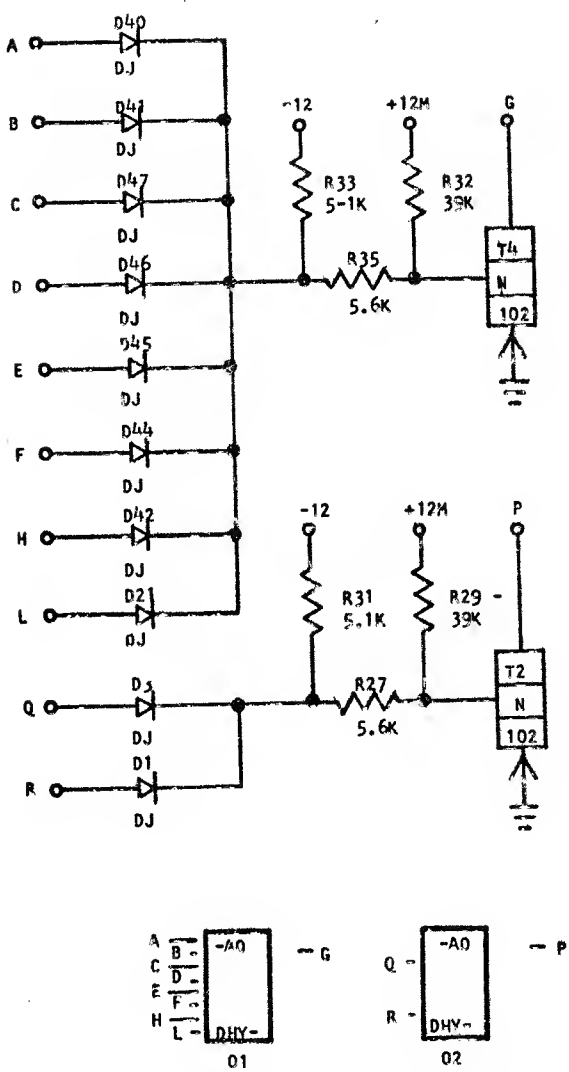 D40
A
DJ
D41
B
-12
+12M
G
DJ
D47
C
R33
5-1K
R32
39K
DJ
D46
R35
T4
D
N
DJ
5.6K
102
D45
E
DJ
D44
F
DJ
D42
-12
+12M
P
H
DJ
D21
L
R31
5.1K
R29 -
39K
DJ
D3
R27
T2
Q
N
DJ
5.6K
102
D1
R
DJ
A
B
C
D
E
F
H
L
-AO
DHY-
G
01
Q
R
-AO
DHY-
P
02